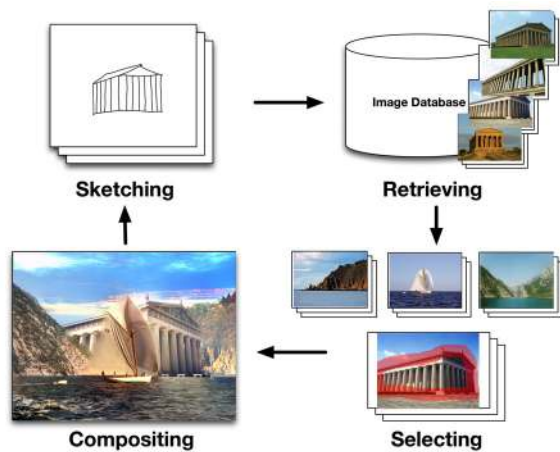 Image Database
Sketching
Retrieving
Compositing
Selecting